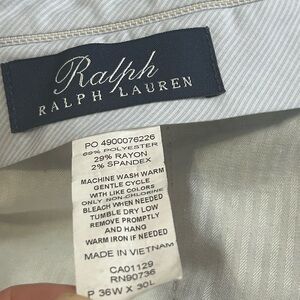 Ralph
RALPH LAUREN
PO 4900076226
69% POLYESTER
29% RAYON
2% SPANDEX
MACHINE WASH WARM
GENTLE CYCLE
WITH LIKE COLORS
ONLY NON-CHLORINE
BLEACH WHEN NEEDED
TUMBLE DRY LOW
REMOVE PROMPTLY
AND HANG
WARM IRON IF NEEDED
MADE IN VIETNAM
CA01129
RN90736
P 36W X 30L